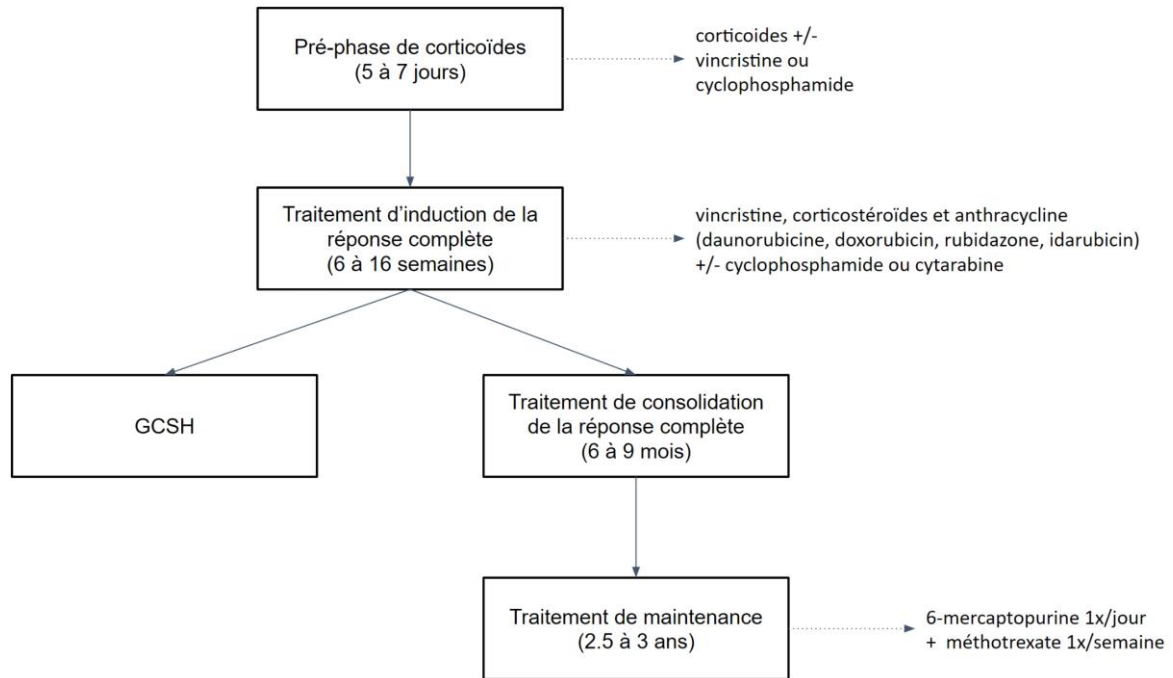 Pré-phase de corticoïdes
(5 à 7 jours)
corticoides +/-
vincristine ou
cyclophosphamide
Traitement d’induction de la
réponse complète
(6 à 16 semaines)
vincristine, corticostéroïdes et anthracycline
(daunorubicine, doxorubicin, rubidazone, idarubicin)
+/- cyclophosphamide ou cytarabine
GCSH
Traitement de consolidation
de la réponse complète
(6 à 9 mois)
Traitement de maintenance
(2.5 à 3 ans)
6-mercaptopurine 1x/jour
+ méthotrexate 1x/semaine